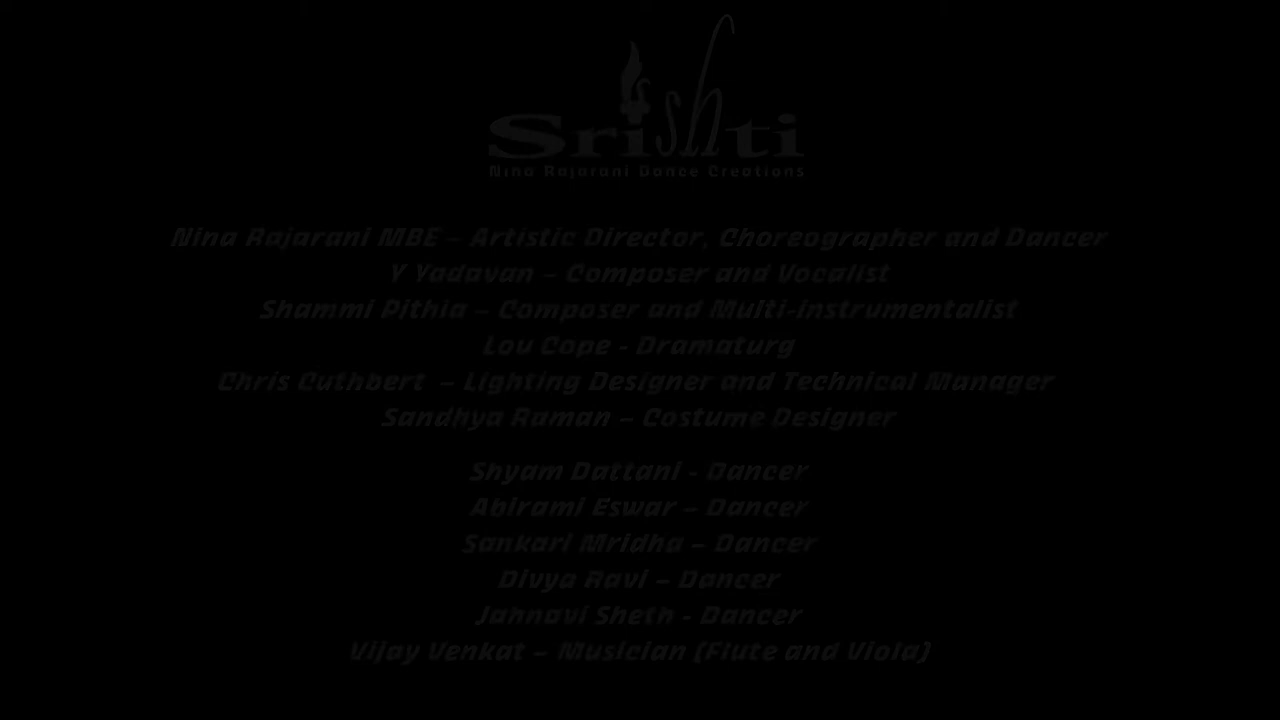 Srishti
Nina Rajarani Dance Creations
Nina Rajarani MBE – Artistic Director, Choreographer and Dancer
Y Yadavan – Composer and Vocalist
Shammi Pithia – Composer and Multi-instrumentalist
Lou Cope - Dramaturg
Chris Cuthbert – Lighting Designer and Technical Manager
Sandhya Raman – Costume Designer
Shyam Dattani - Dancer
Abirami Eswar – Dancer
Sankari Mridha – Dancer
Divya Ravi – Dancer
Jahnavi Sheth - Dancer
Vijay Venkat – Musician (Flute and Viola)